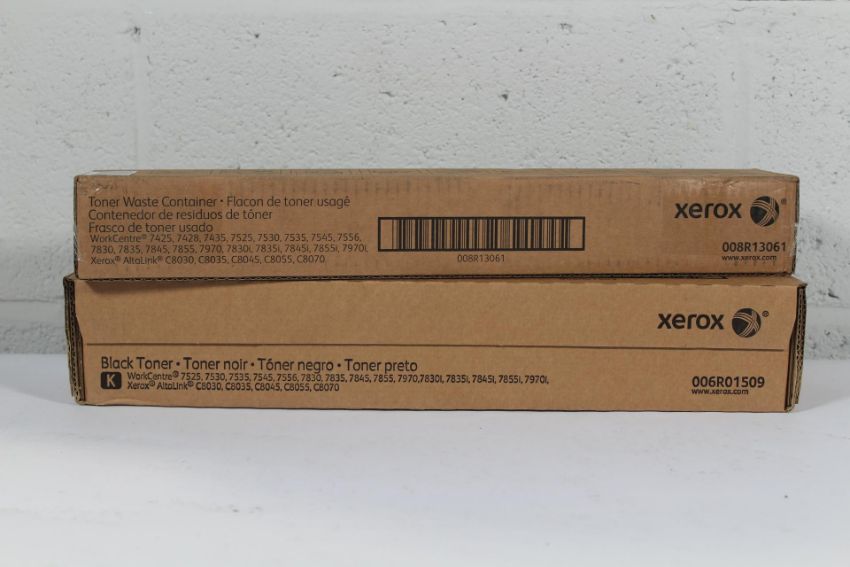 Toner Waste Container • Flacon de toner usagé
Contenedor de residuos de tóner
Frasco de toner usado
WorkCentre® 7425, 7428, 7435, 7525, 7530, 7535, 7545, 7556,
7830, 7835, 7845, 7855, 7970, 7830i, 7835i, 7845i, 7855i, 7970i
Xerox® AltaLink® C8030, C8035, C8045, C8055, C8070
008R13061
xerox®
008R13061
www.xerox.com
xerox®
Black Toner • Toner noir • Tóner negro • Toner preto
K
WorkCentre® 7525, 7530, 7535, 7545, 7556, 7830, 7835, 7845, 7855, 7970,7830i, 7835i, 7845i, 7855i, 7970i,
Xerox® AltaLink® C8030, C8035, C8045, C8055, C8070
006R01509
www.xerox.com